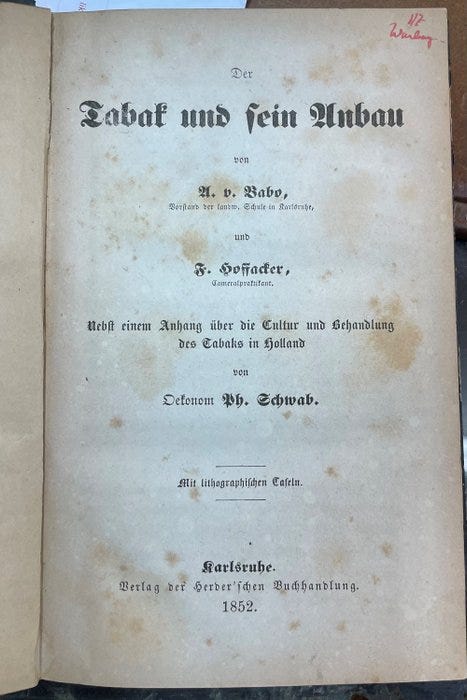 Der
Tabak und sein Anbau
von
A. v. Babo,
Vorstand der landw. Schule in Karlsruhe,
und
F. Hoffacker,
Cameralpraktikant.
Nebst einem Anhang über die Cultur und Behandlung
des Tabaks in Holland
von
Oekonom Ph. Schwab.
Mit lithographischen Tafeln.
Karlsruhe.
Verlag der Herder'schen Buchhandlung.
1852.